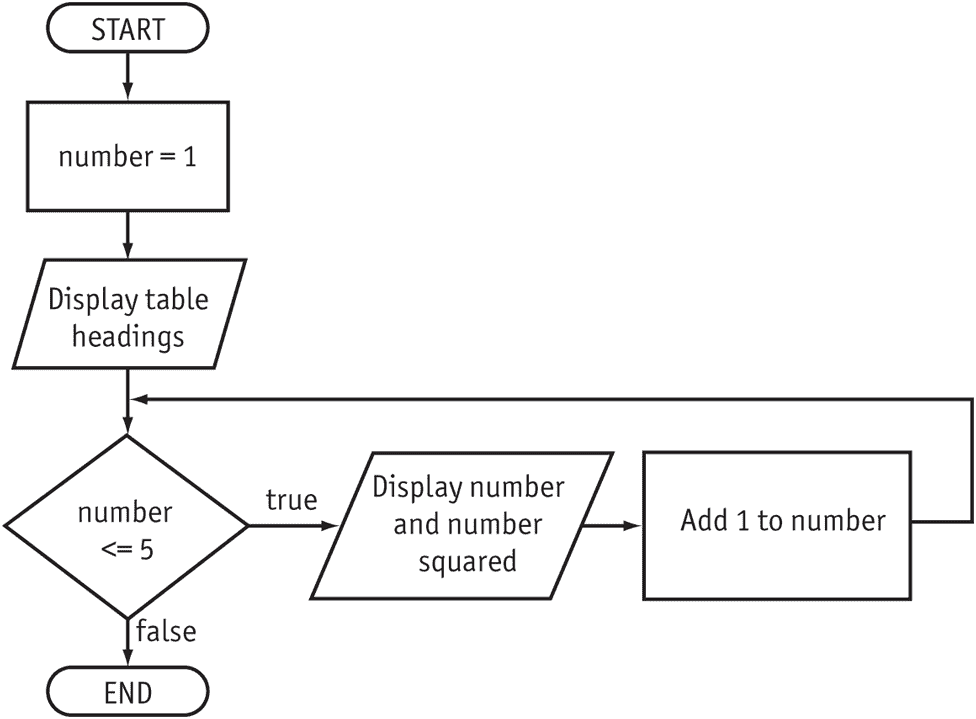 START
number = 1
Display table
headings
number
<= 5
true
Display number
and number
squared
Add 1 to number
false
END